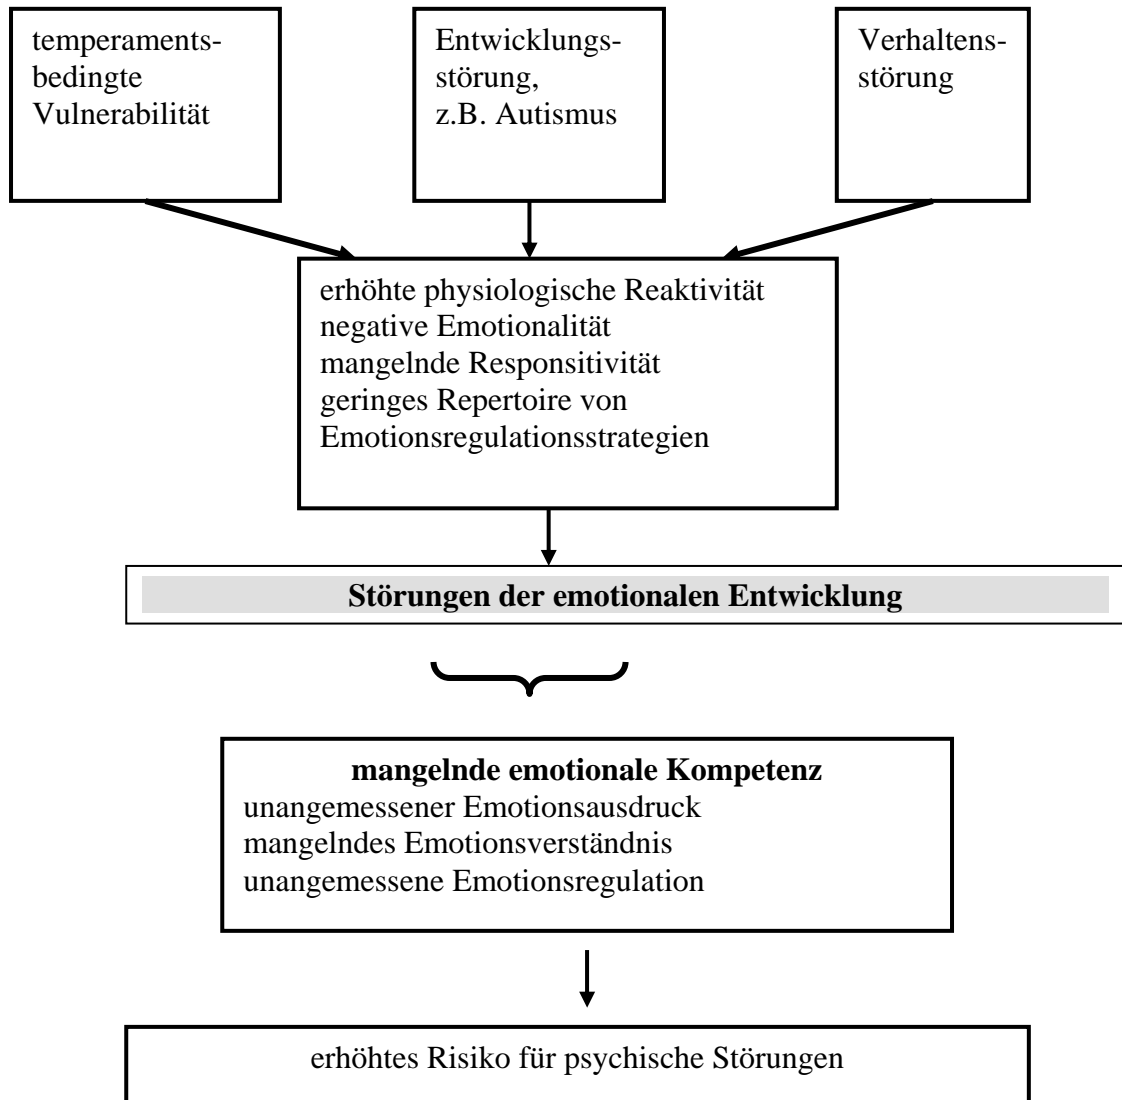 temperaments-
bedingte
Vulnerabilität
Entwicklungs-
störung,
z.B. Autismus
Verhaltens-
störung
erhöhte physiologische Reaktivität
negative Emotionalität
mangelnde Responsitivität
geringes Repertoire von
Emotionsregulationsstrategien
Störungen der emotionalen Entwicklung
mangelnde emotionale Kompetenz
unangemessener Emotionsausdruck
mangelndes Emotionsverständnis
unangemessene Emotionsregulation
erhöhtes Risiko für psychische Störungen